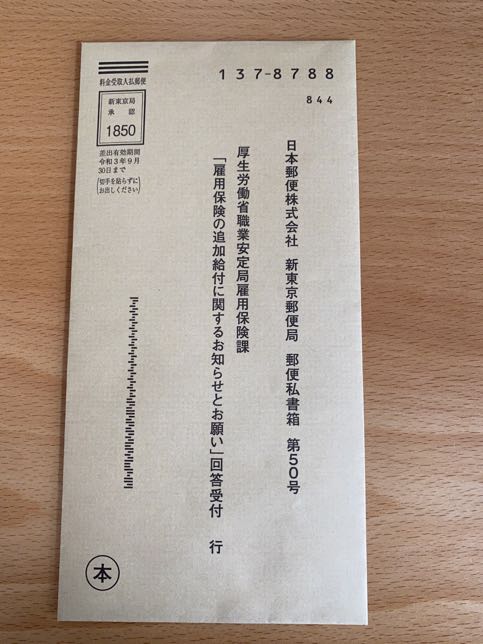 料金受取人払郵便
新東京局
承認
1850
差出有効期間
令和3年9月
30日まで
(切手を貼らずに
お出しください)
137-8788
844
日本郵便株式会社 新東京郵便局 郵便私書箱 第50号
厚生労働省職業安定局雇用保険課
「雇用保険の追加給付に関するお知らせとお願い」回答受付 行
本